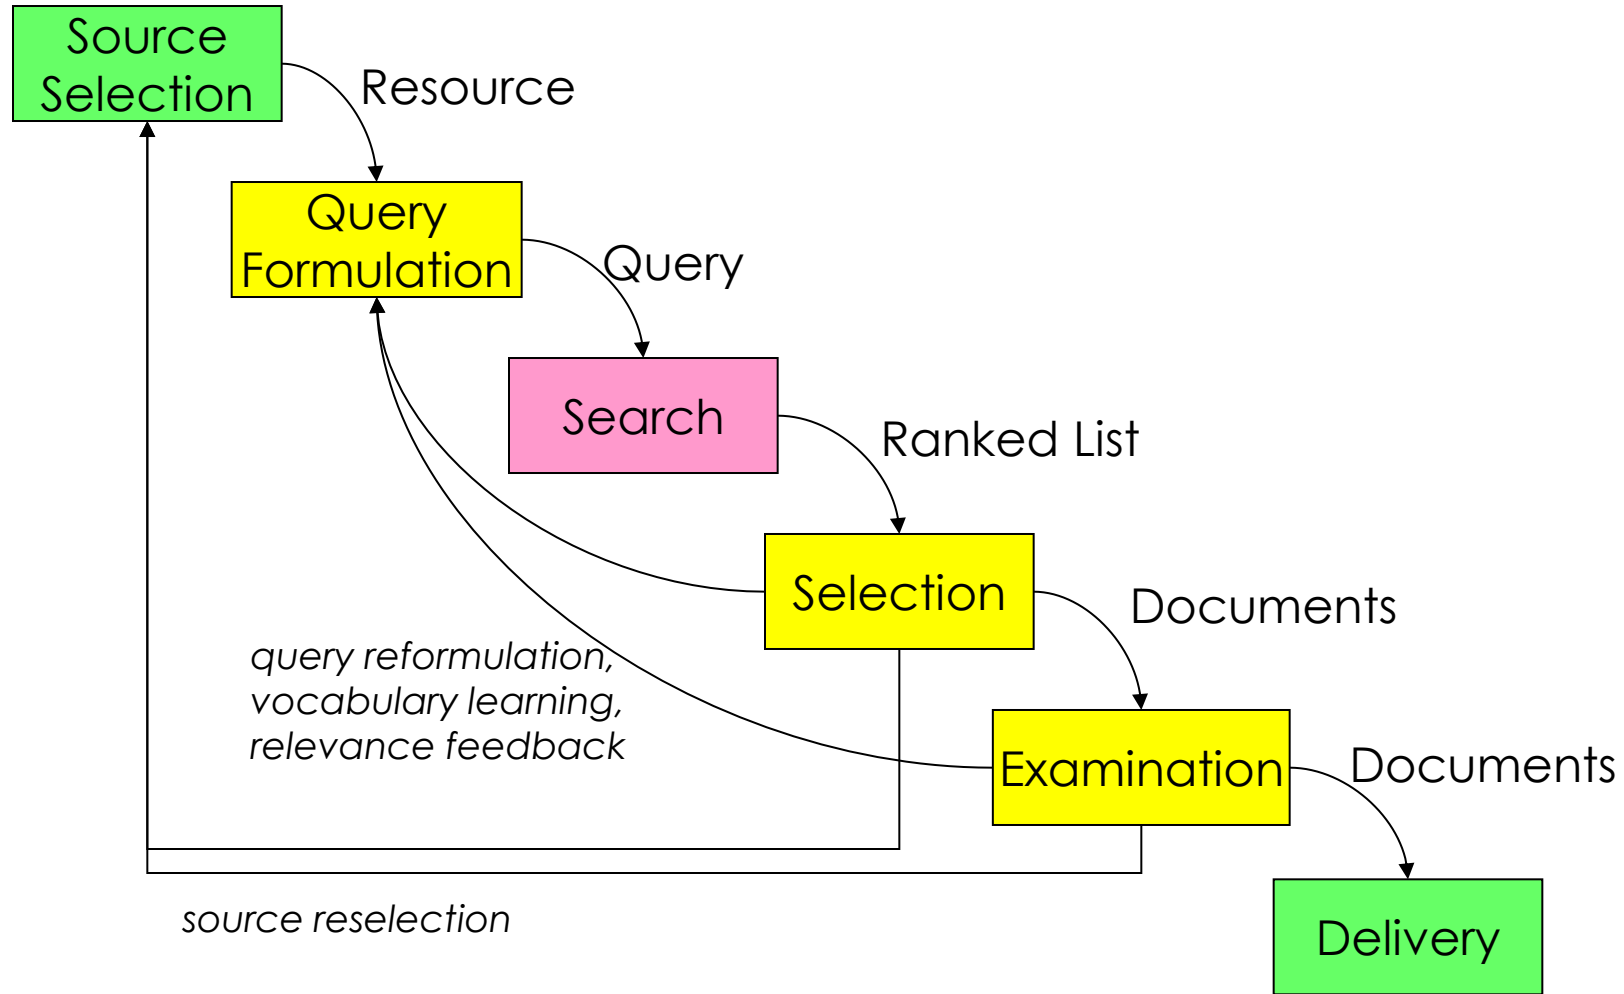 Source
Selection
Resource
Query
Formulation
Query
Search
Ranked List
Selection
Documents
query reformulation,
vocabulary learning,
relevance feedback
Examination
Documents
source reselection
Delivery